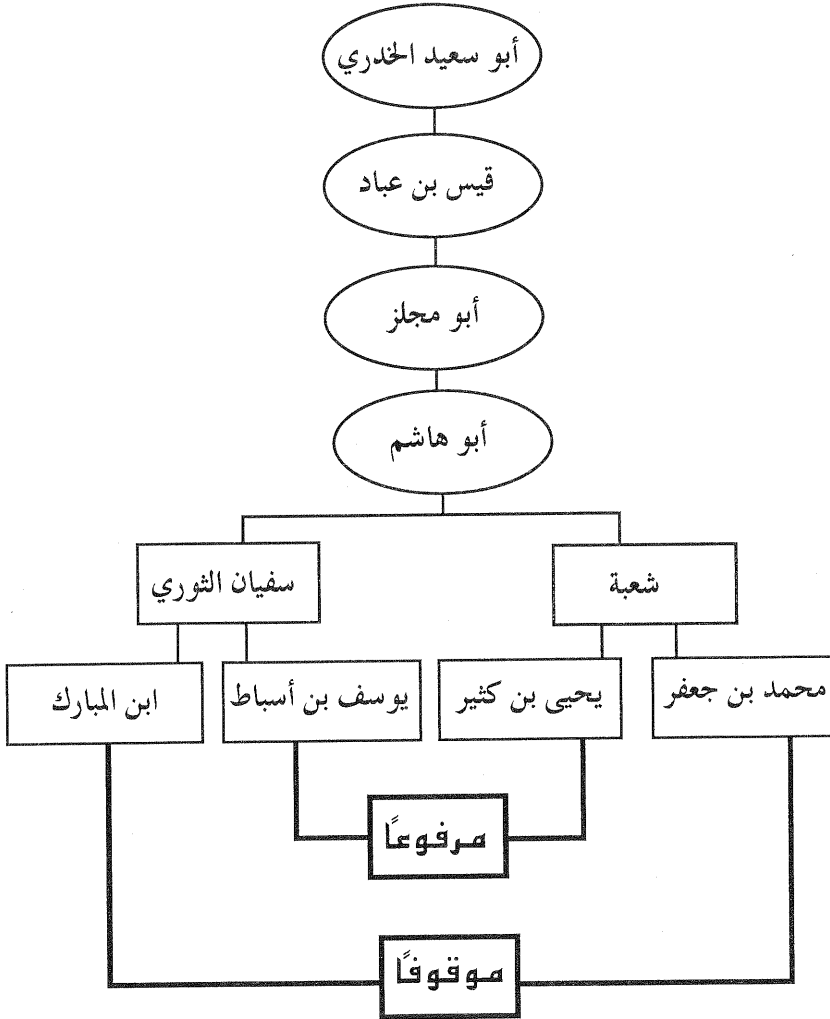 أبو سعيد الخدري
قيس بن عباد
أبو مجلز
أبو هاشم
شعبة
سفيان الثوري
محمد بن جعفر
يحيى بن كثير
يوسف بن أسباط
ابن المبارك
مرفوعًا
موقوفًا